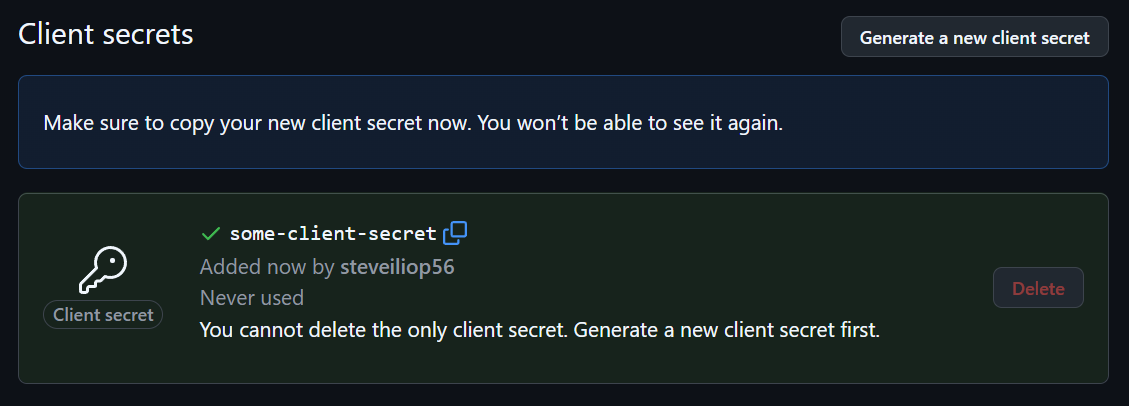 Client secrets
Generate a new client secret
Make sure to copy your new client secret now. You won’t be able to see it again.
some-client-secret
Added now by steveiliop56
Never used
You cannot delete the only client secret. Generate a new client secret first.
Client secret
Delete